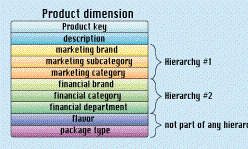 Product dimension
Product key
description
marketing brand
marketing subcategory
marketing category
Hierarchy #1
financial brand
financial category
financial department
Hierarchy #2
flavor
package type
not part of any hierar